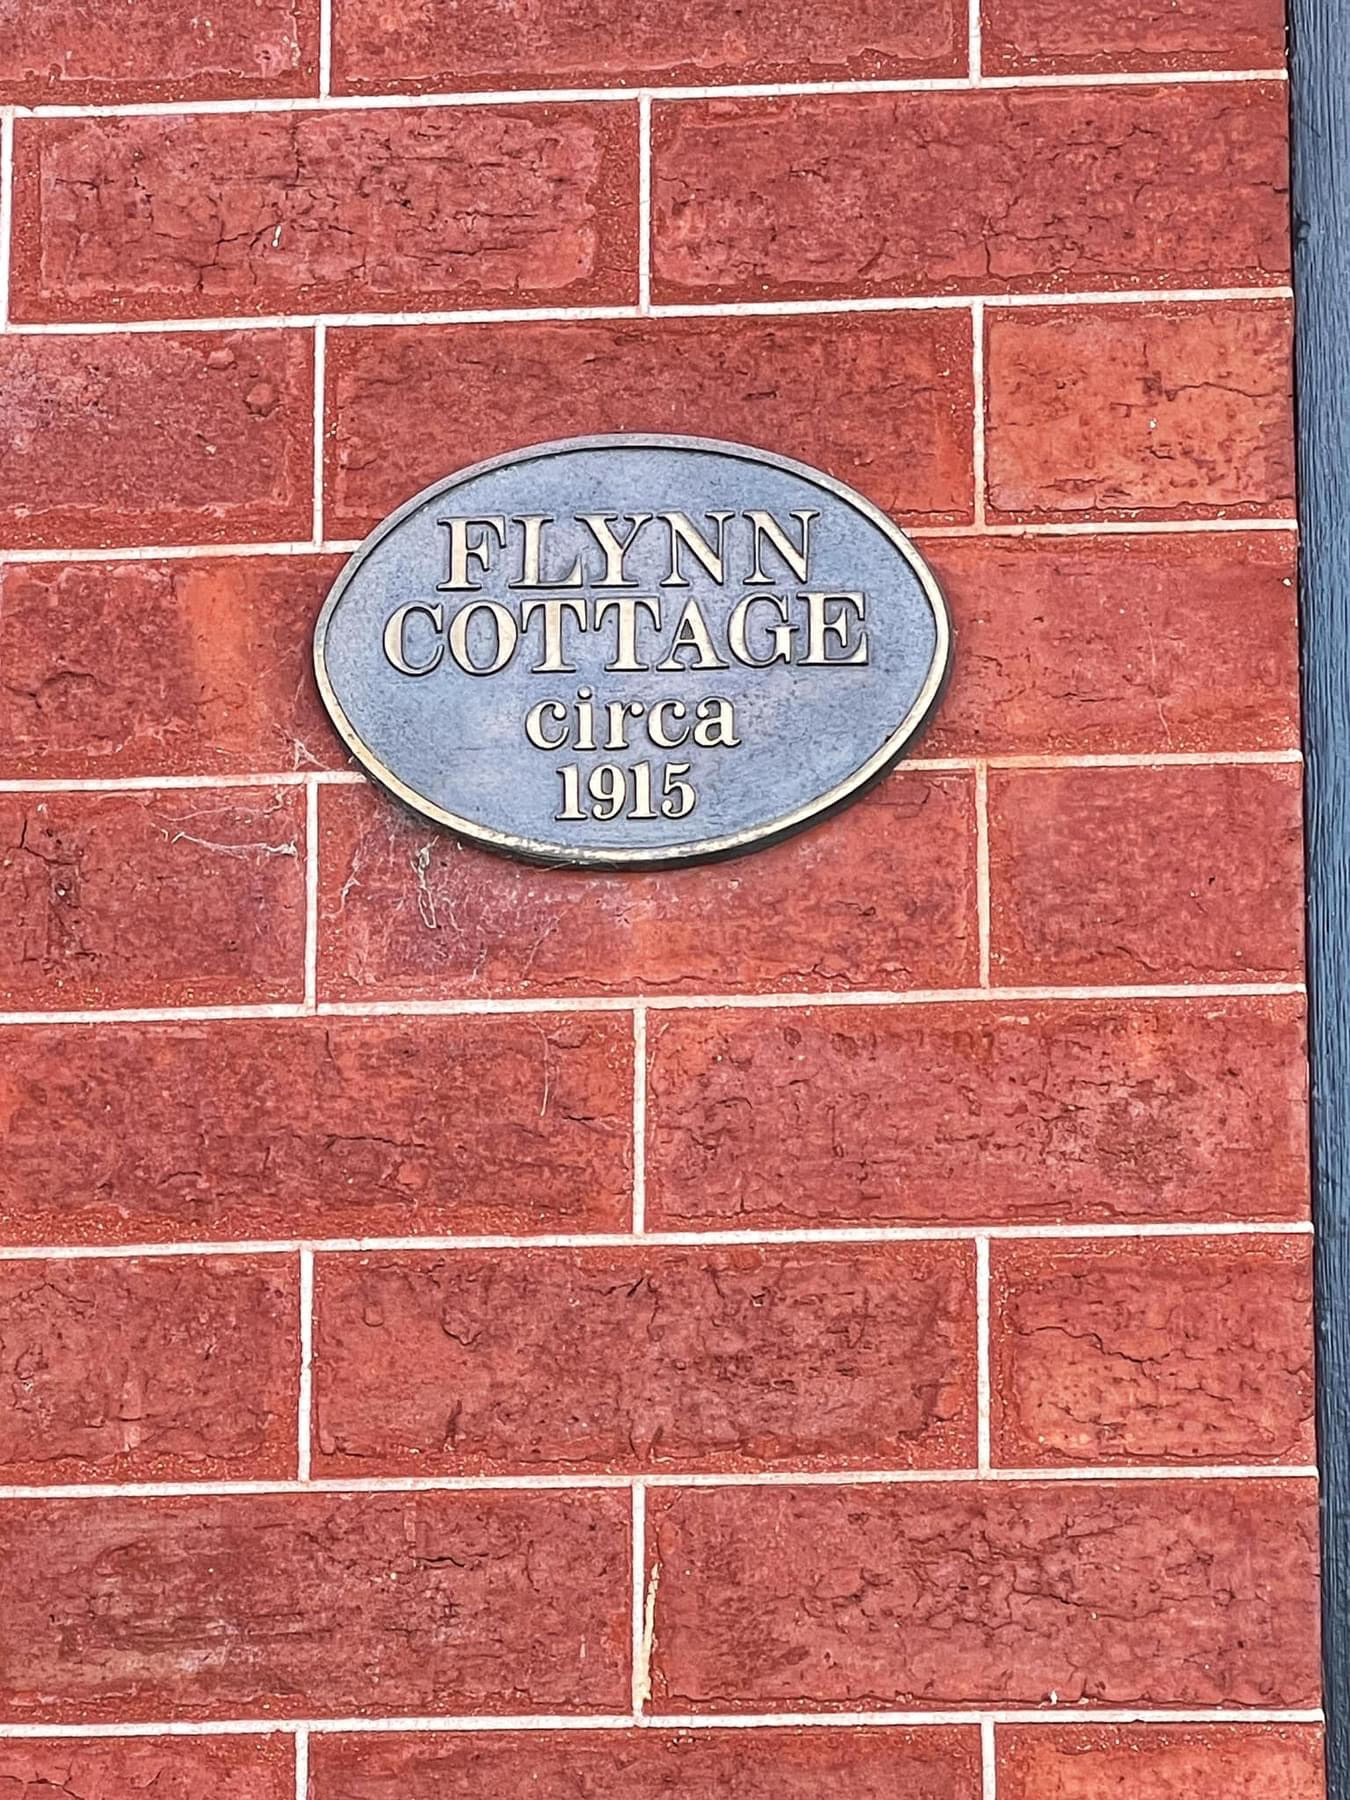 FLYNN
COTTAGE
circa
1915